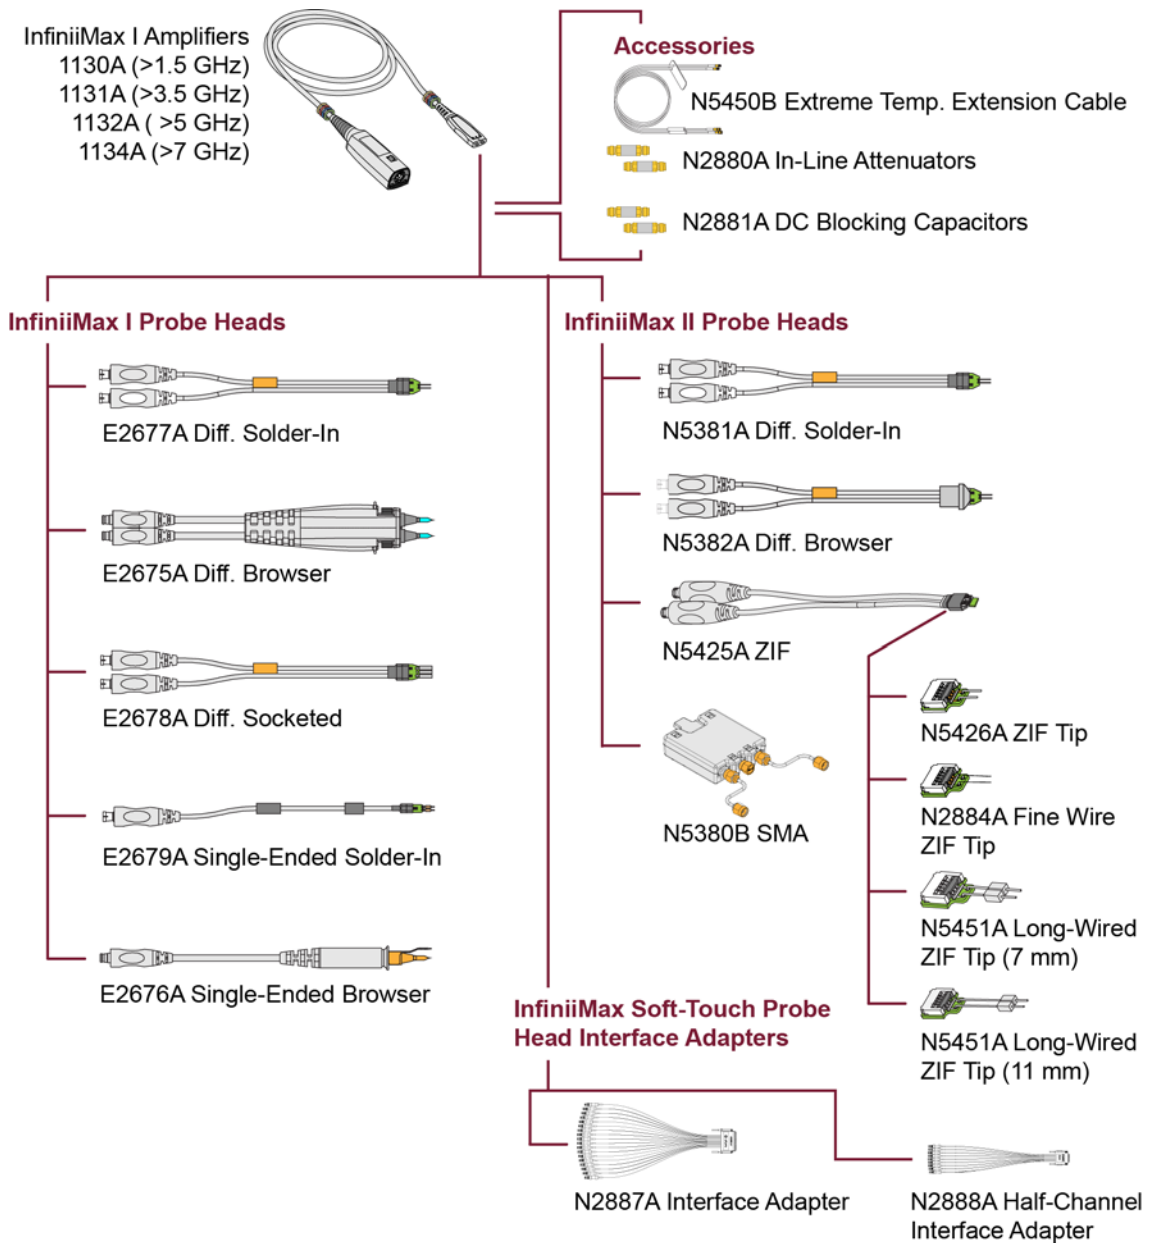 InfiniiMax I Amplifiers
1130A (>1.5 GHz)
1131A (>3.5 GHz)
1132A ( >5 GHz)
1134A (>7 GHz)
Accessories
N5450B Extreme Temp. Extension Cable
N2880A In-Line Attenuators
N2881A DC Blocking Capacitors
InfiniiMax I Probe Heads
E2677A Diff. Solder-In
E2675A Diff. Browser
E2678A Diff. Socketed
E2679A Single-Ended Solder-In
E2676A Single-Ended Browser
InfiniiMax II Probe Heads
N5381A Diff. Solder-In
N5382A Diff. Browser
N5425A ZIF
N5380B SMA
N5426A ZIF Tip
N2884A Fine Wire
ZIF Tip
N5451A Long-Wired
ZIF Tip (7 mm)
N5451A Long-Wired
ZIF Tip (11 mm)
InfiniiMax Soft-Touch Probe
Head Interface Adapters
N2887A Interface Adapter
N2888A Half-Channel
Interface Adapter